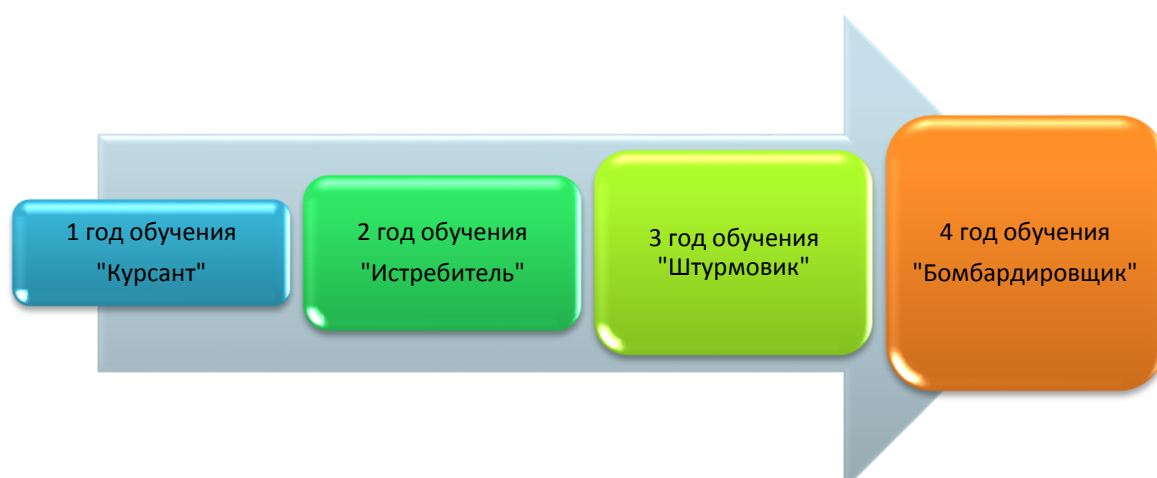 1 год обучения
"Курсант"
2 год обучения
"Истребитель"
3 год обучения
"Штурмовик"
4 год обучения
"Бомбардировщик"